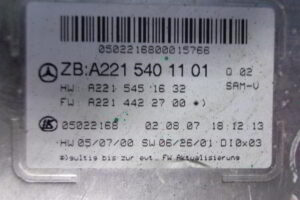 0502216800015766
ZB:A221 540 11 01 Q 02
HW: A221 545 16 32 SAM-V
FW A221 442 27 00 *)
05022168 02.08.07 18:12:13
HW 05/07/00 SW 06/26/01 DI0x03
*)gültig bis zur evt. FW Aktualisierung